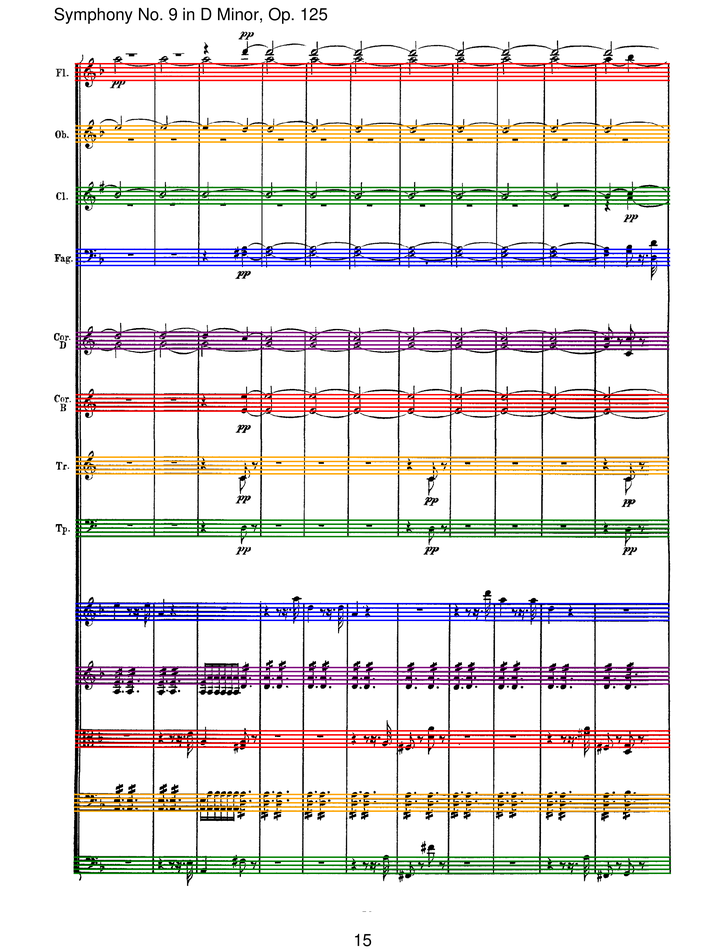 Symphony No. 9 in D Minor, Op. 125
pp
Fl.
pp
Ob.
Cl.
pp
Fag.
pp
Cor.
D
Cor.
B
pp
Tr.
pp pp pp
Tp.
pp pp pp
15